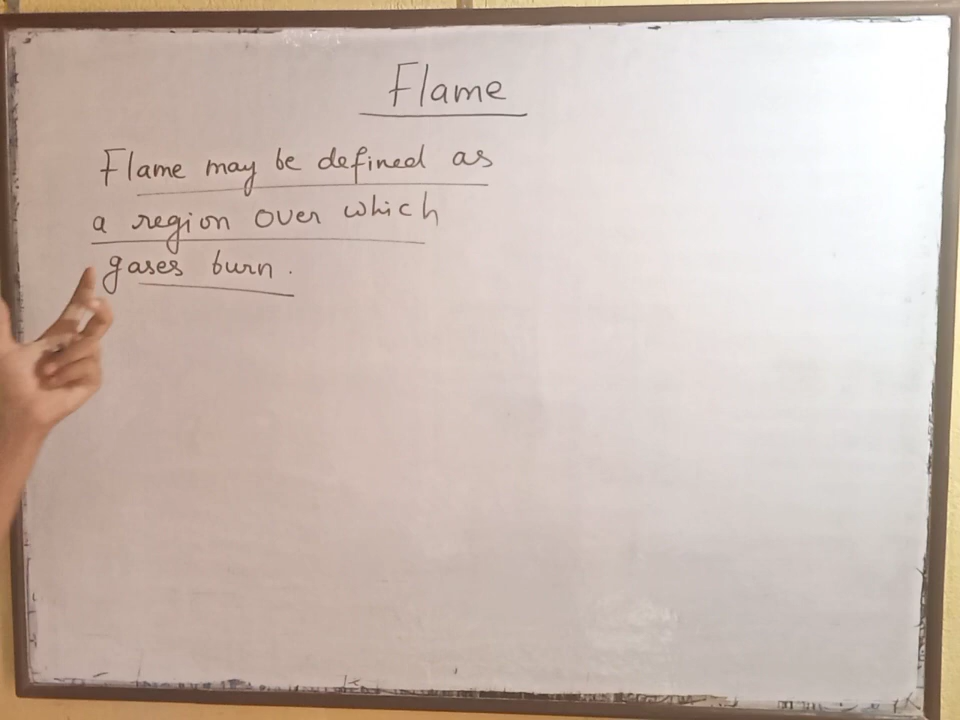 Flame
Flame may be defined as
a region over which
gases burn.